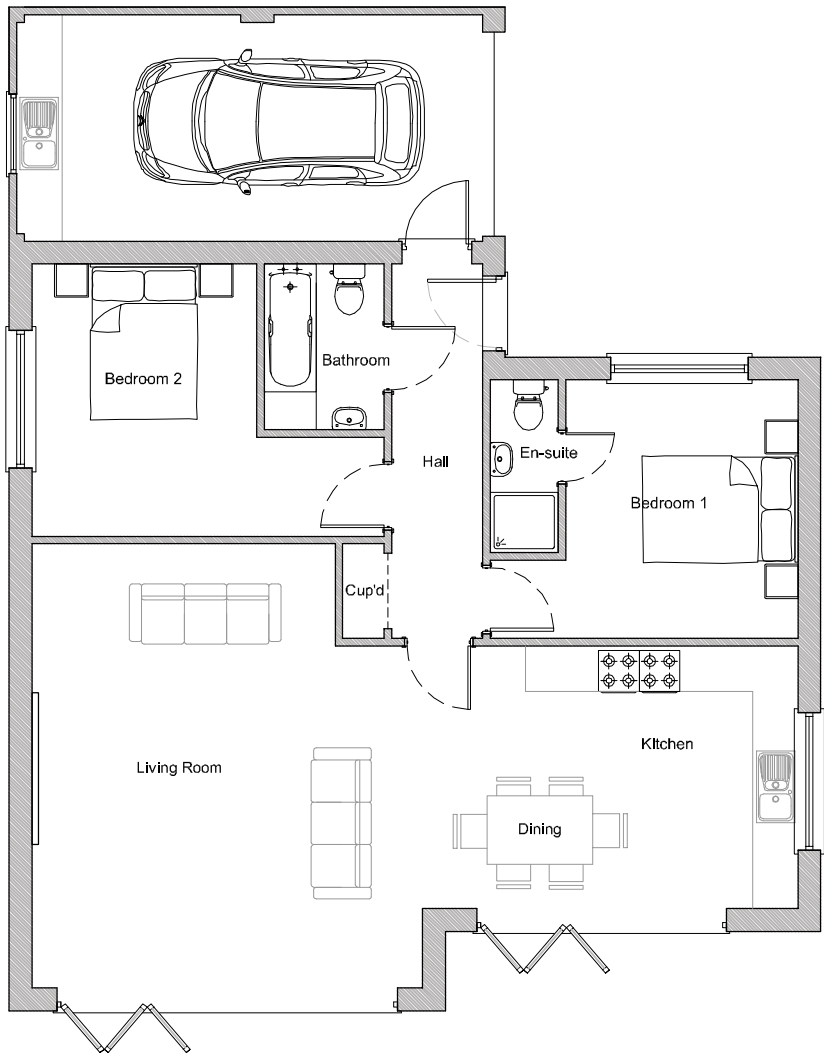 Bedroom 2
Bathroom
Hall
En-suite
Bedroom 1
Cup'd
Living Room
KItchen
Dining